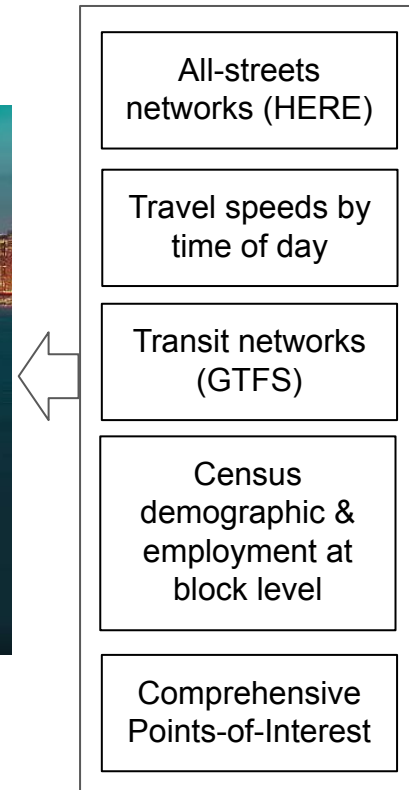 All-streets
networks (HERE)
Travel speeds by
time of day
Transit networks
(GTFS)
Census
demographic &
employment at
block level
Comprehensive
Points-of-Interest